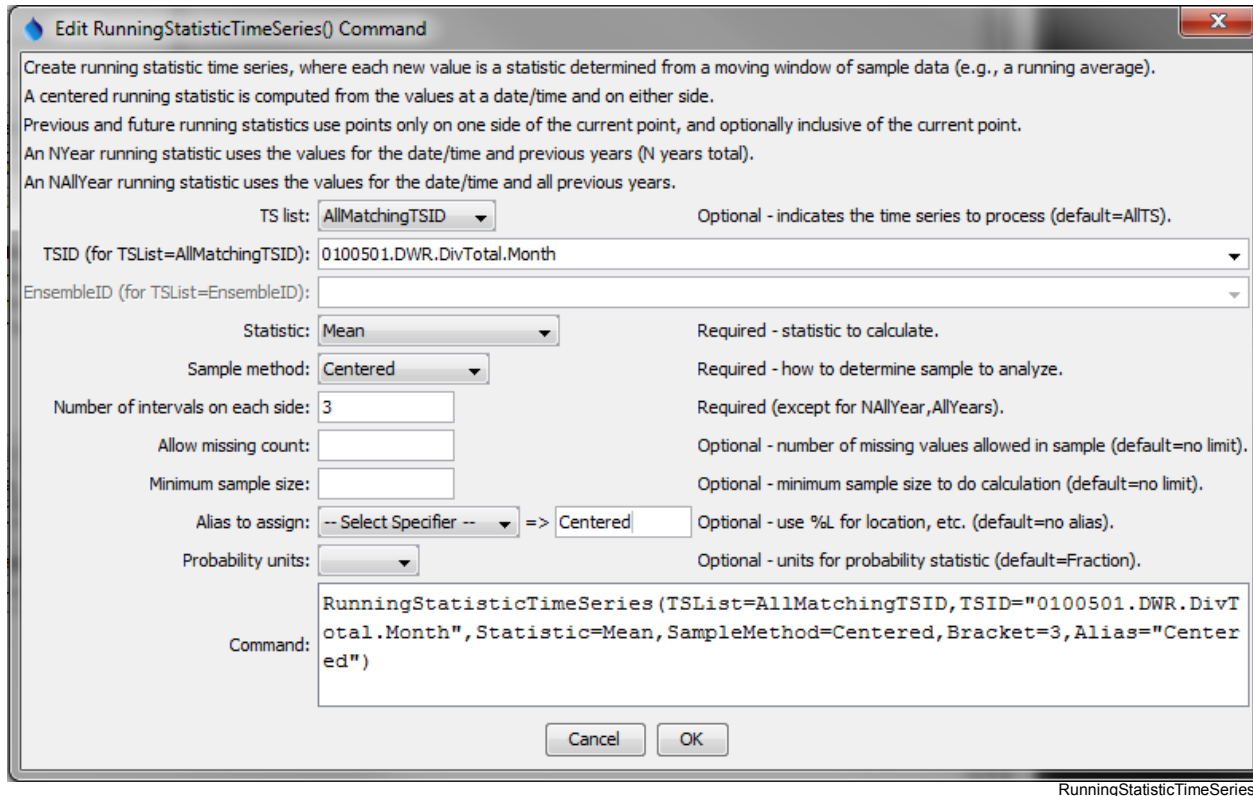 Edit RunningStatisticTimeSeries() Command
X
Create running statistic time series, where each new value is a statistic determined from a moving window of sample data (e.g., a running average).
A centered running statistic is computed from the values at a date/time and on either side.
Previous and future running statistics use points only on one side of the current point, and optionally inclusive of the current point.
An NYear running statistic uses the values for the date/time and previous years (N years total).
An NAllYear running statistic uses the values for the date/time and all previous years.
TS list: AllMatchingTSID Optional - indicates the time series to process (default=AllTS).
TSID (for TSList=AllMatchingTSID): 0100501.DWR.DivTotal.Month
EnsembleID (for TSList=EnsembleID):
Statistic: Mean Required - statistic to calculate.
Sample method: Centered Required - how to determine sample to analyze.
Number of intervals on each side: 3 Required (except for NAllYear,AllYears).
Allow missing count: Optional - number of missing values allowed in sample (default=no limit).
Minimum sample size: Optional - minimum sample size to do calculation (default=no limit).
Alias to assign: -- Select Specifier -- => Centered Optional - use %L for location, etc. (default=no alias).
Probability units: Optional - units for probability statistic (default=Fraction).
RunningStatisticTimeSeries(TSList=AllMatchingTSID,TSID="0100501.DWR.DivT
Command: otal.Month",Statistic=Mean,SampleMethod=Centered,Bracket=3,Alias="Center
ed")
Cancel OK
RunningStatisticTimeSeries